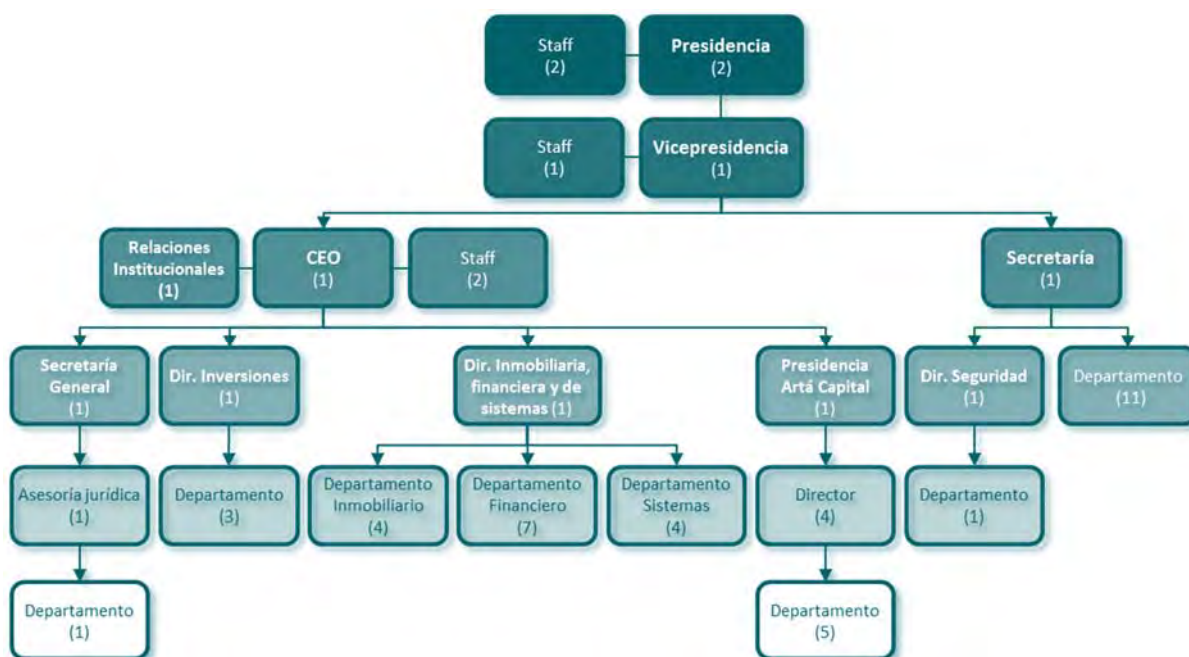 Staff
(2)
Presidencia
(2)
Staff
(1)
Vicepresidencia
(1)
Relaciones
Institucionales
(1)
CEO
(1)
Staff
(2)
Secretaría
(1)
Secretaría
General
(1)
Dir. Inversiones
(1)
Dir. Inmobiliaria,
financiera y de
sistemas (1)
Presidencia
Artá Capital
(1)
Dir. Seguridad
(1)
Departamento
(11)
Asesoría jurídica
(1)
Departamento
(3)
Departamento
Inmobiliario
(4)
Departamento
Financiero
(7)
Departamento
Sistemas
(4)
Director
(4)
Departamento
(1)
Departamento
(1)
Departamento
(5)